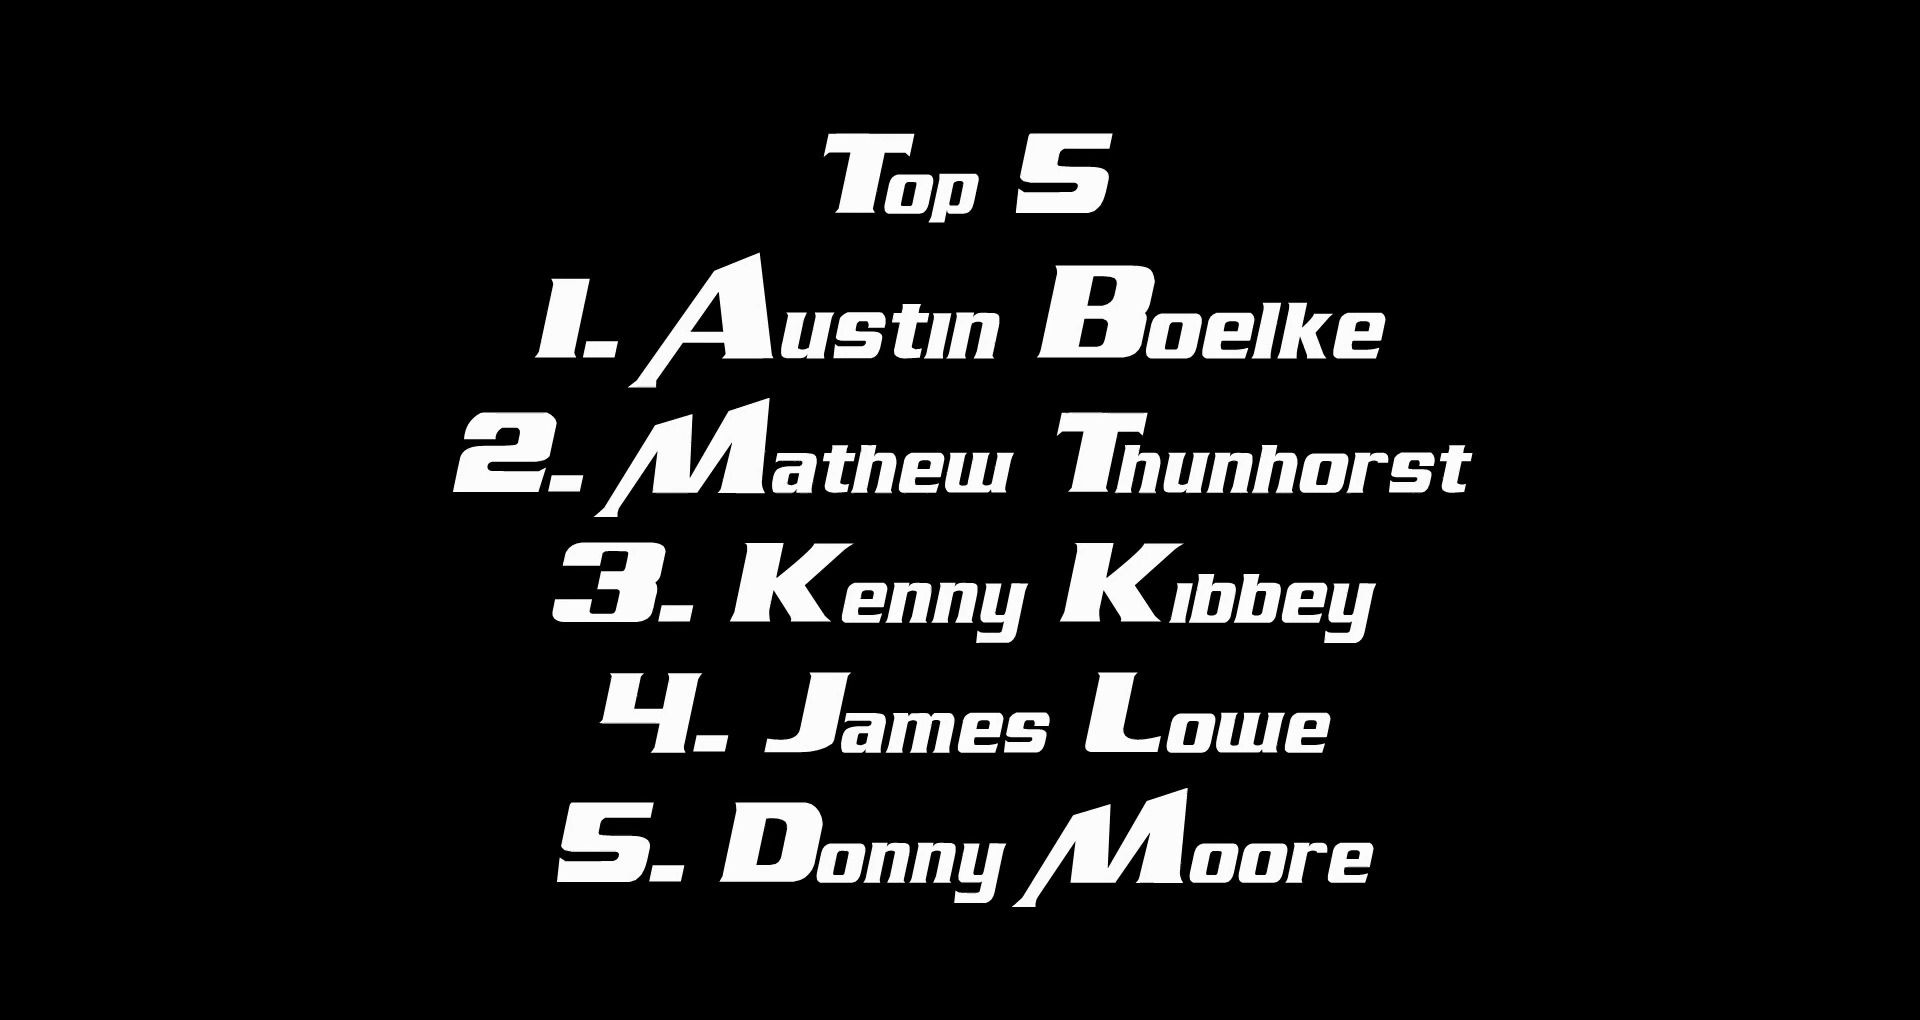 Top 5
1. Austin Boelke
2. Mathew Thunhorst
3. Kenny Kibbey
4. James Lowe
5. Donny Moore